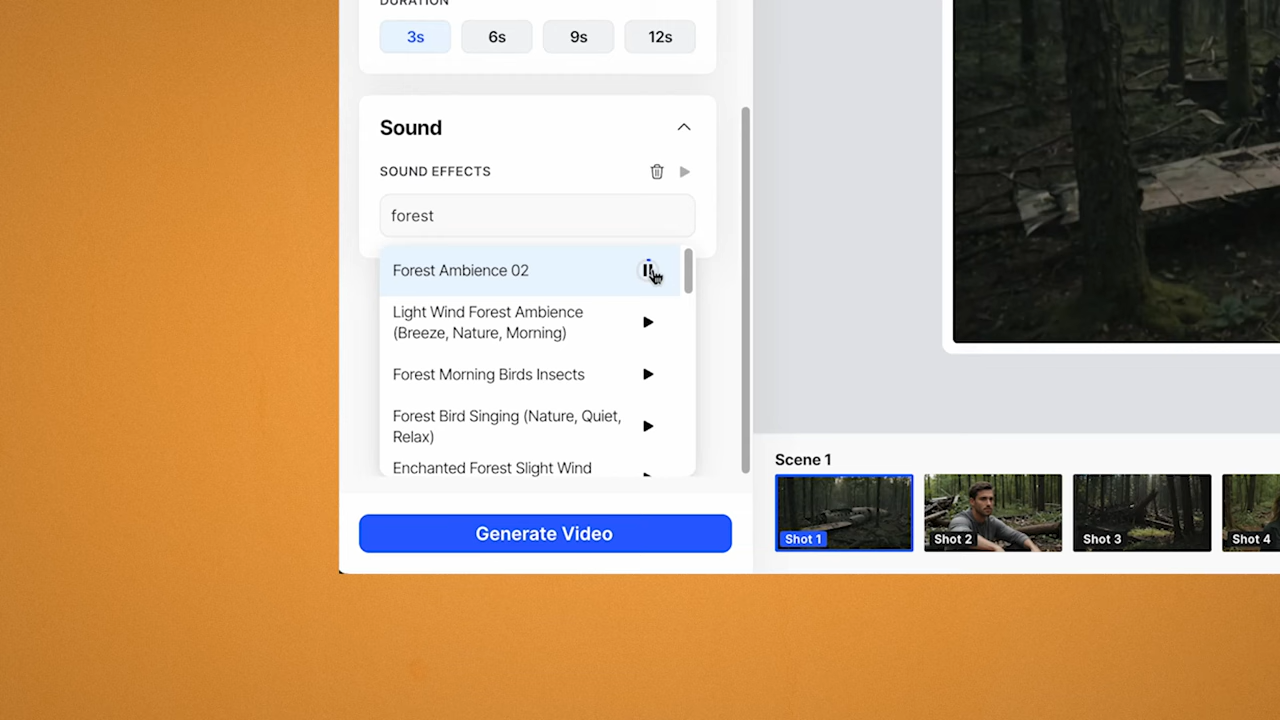 DURATION
3s
6s
9s
12s
Sound
SOUND EFFECTS
forest
Forest Ambience 02
Light Wind Forest Ambience
(Breeze, Nature, Morning)
Forest Morning Birds Insects
Forest Bird Singing (Nature, Quiet,
Relax)
Enchanted Forest Slight Wind
Generate Video
Scene 1
Shot 1
Shot 2
Shot 3
Shot 4